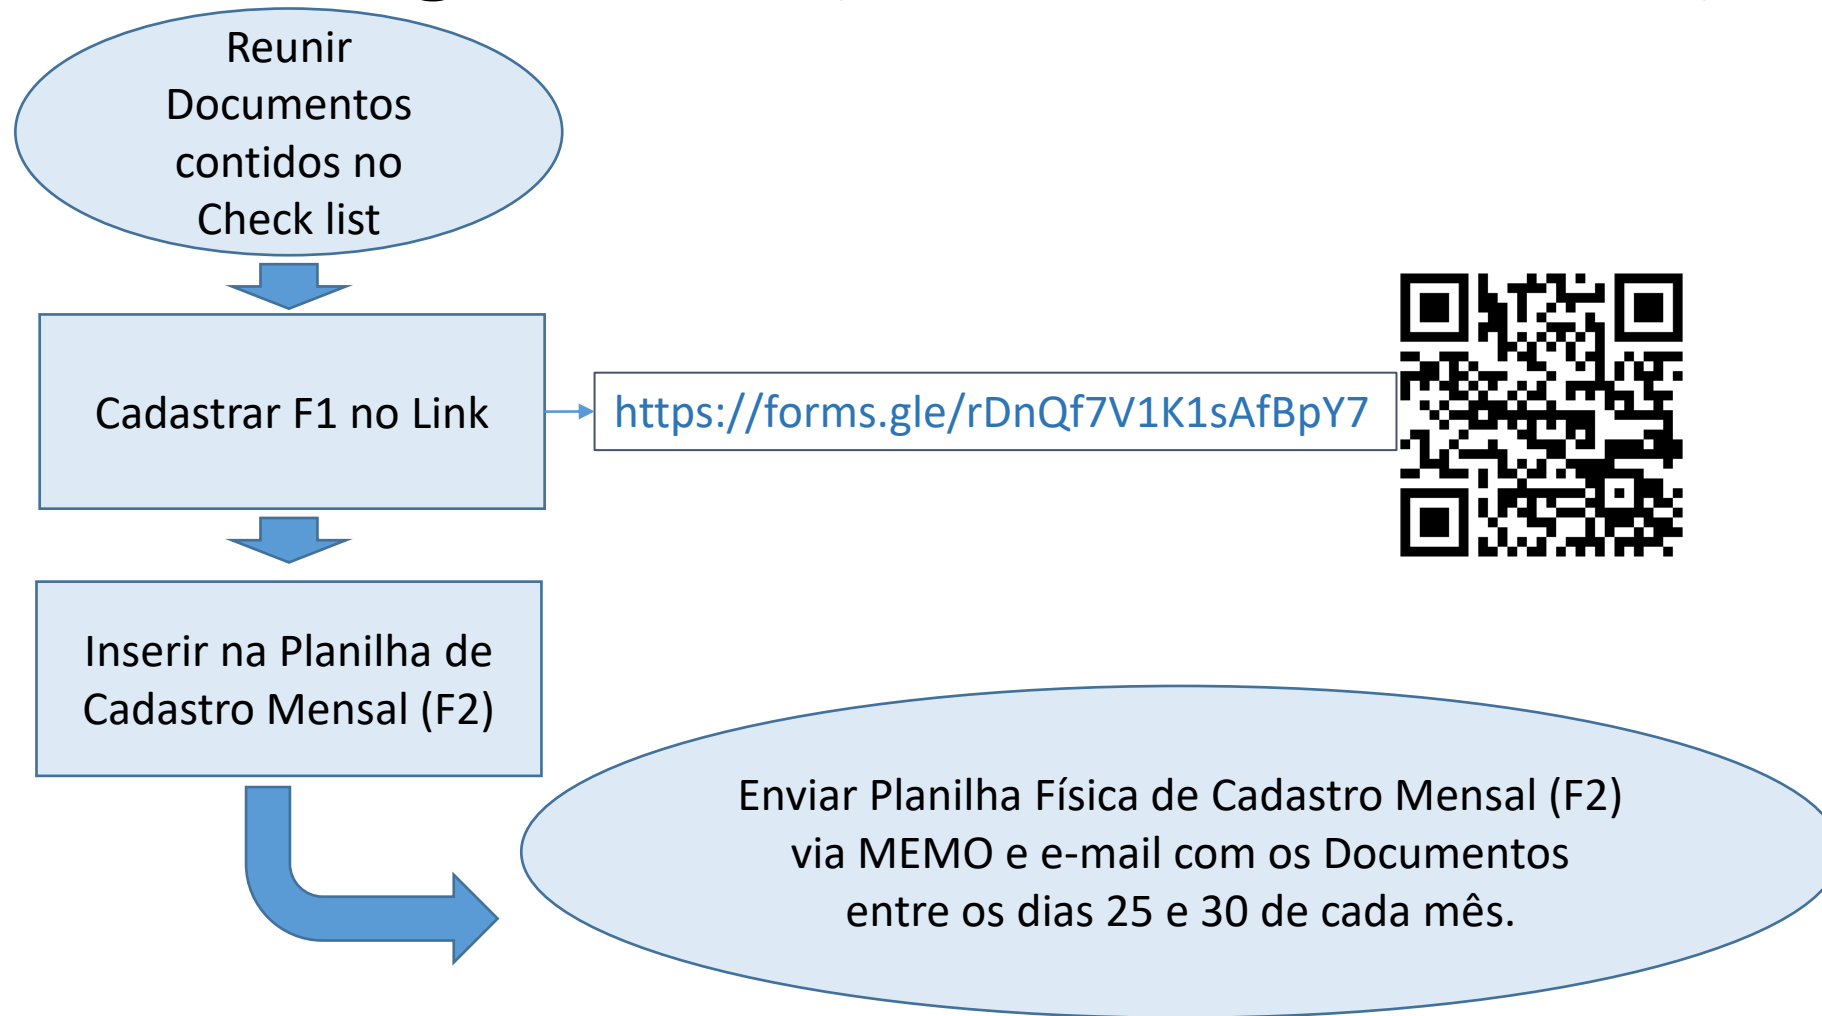 Reunir
Documentos
contidos no
Check list
Cadastrar F1 no Link
https://forms.gle/rDnQf7V1K1sAfBpY7
Inserir na Planilha de
Cadastro Mensal (F2)
Enviar Planilha Física de Cadastro Mensal (F2)
via MEMO e e-mail com os Documentos
entre os dias 25 e 30 de cada mês.